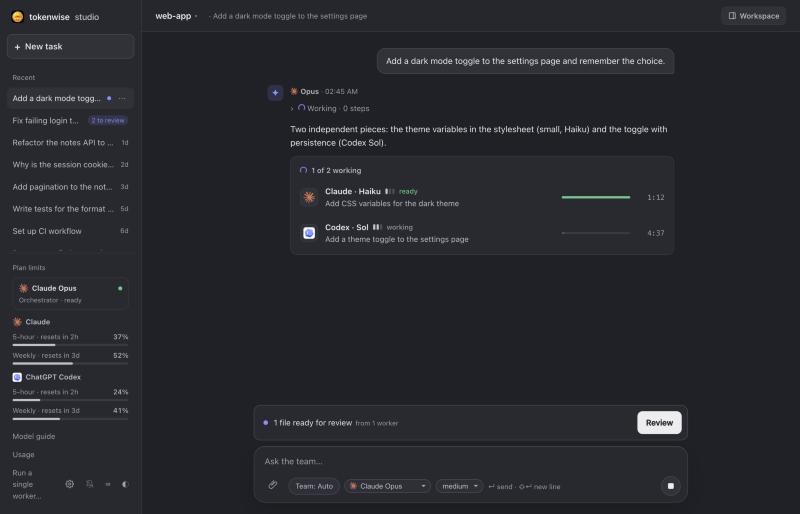 tokenwise studio
+ New task
Recent
Add a dark mode togg... ···
Fix failing login t... 2 to review
Refactor the notes API to ... 1d
Why is the session cookie... 2d
Add pagination to the not... 3d
Write tests for the format ... 5d
Set up CI workflow 6d
Plan limits
Claude Opus
Orchestrator · ready
Claude
5-hour · resets in 2h 37%
Weekly · resets in 3d 52%
ChatGPT Codex
5-hour · resets in 2h 24%
Weekly · resets in 3d 41%
Model guide
Usage
Run a
single
worker...
web-app · Add a dark mode toggle to the settings page
Workspace
Add a dark mode toggle to the settings page and remember the choice.
Opus · 02:45 AM
› Working · 0 steps
Two independent pieces: the theme variables in the stylesheet (small, Haiku) and the toggle with
persistence (Codex Sol).
1 of 2 working
Claude · Haiku ready
Add CSS variables for the dark theme
1:12
Codex · Sol working
Add a theme toggle to the settings page
4:37
1 file ready for review from 1 worker
Review
Ask the team...
Team: Auto Claude Opus medium ↩ send · ⇧↩ new line